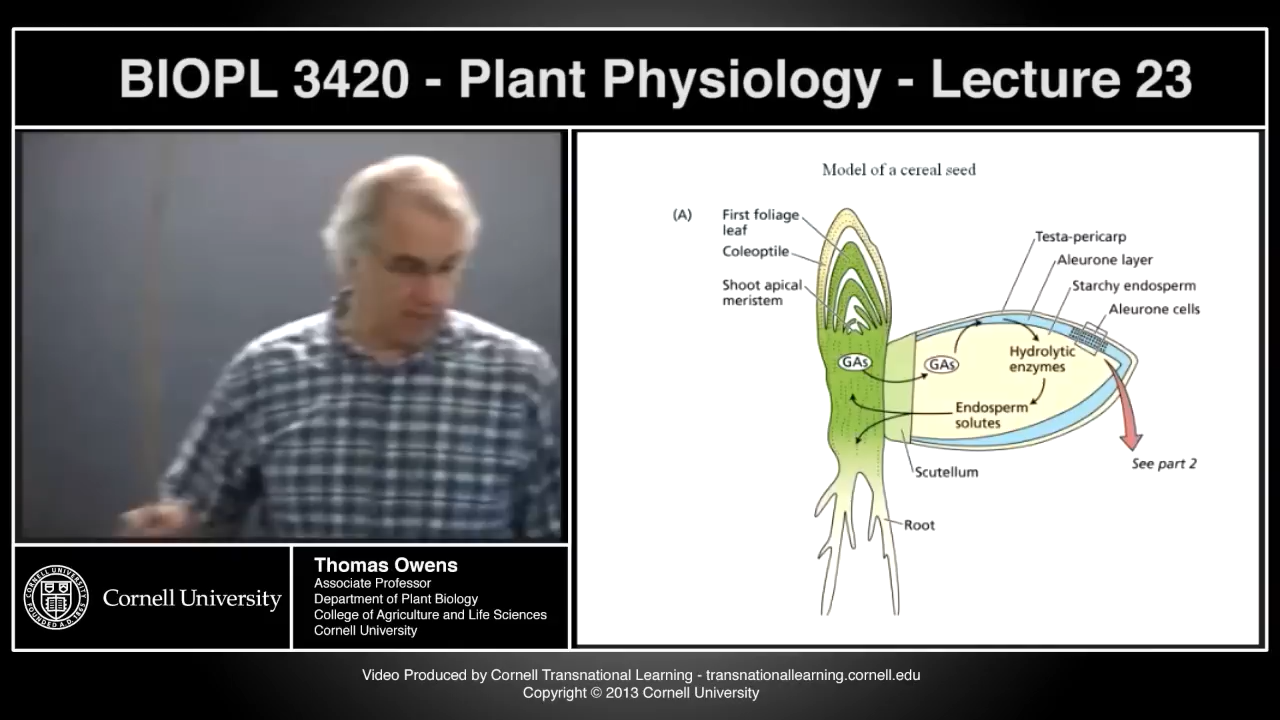 BIOPL 3420 - Plant Physiology - Lecture 23
Model of a cereal seed
(A)
First foliage
leaf
Coleoptile
Shoot apical
meristem
Testa-pericarp
Aleurone layer
Starchy endosperm
Aleurone cells
GAs
GAs
Hydrolytic
enzymes
Endosperm
solutes
See part 2
Scutellum
Root
Cornell University
Thomas Owens
Associate Professor
Department of Plant Biology
College of Agriculture and Life Sciences
Cornell University
Video Produced by Cornell Transnational Learning - transnationallearning.cornell.edu
Copyright © 2013 Cornell University